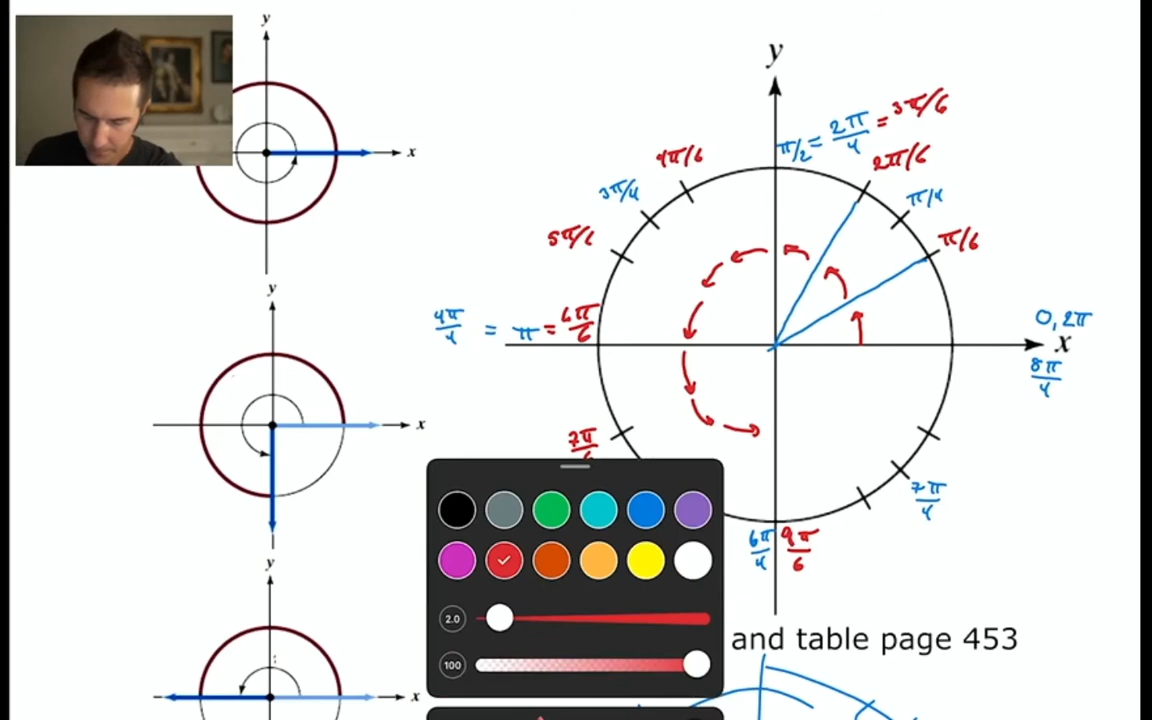 y
x
y
x
y
x
y
π/2 = 2π/4 = 3π/6
2π/6
π/4
π/6
4π/6
3π/4
5π/6
4π/4 = π = 6π/6
0, 2π
x
8π/4
7π/6
7π/4
6π/4
9π/6
2.0
100
and table page 453